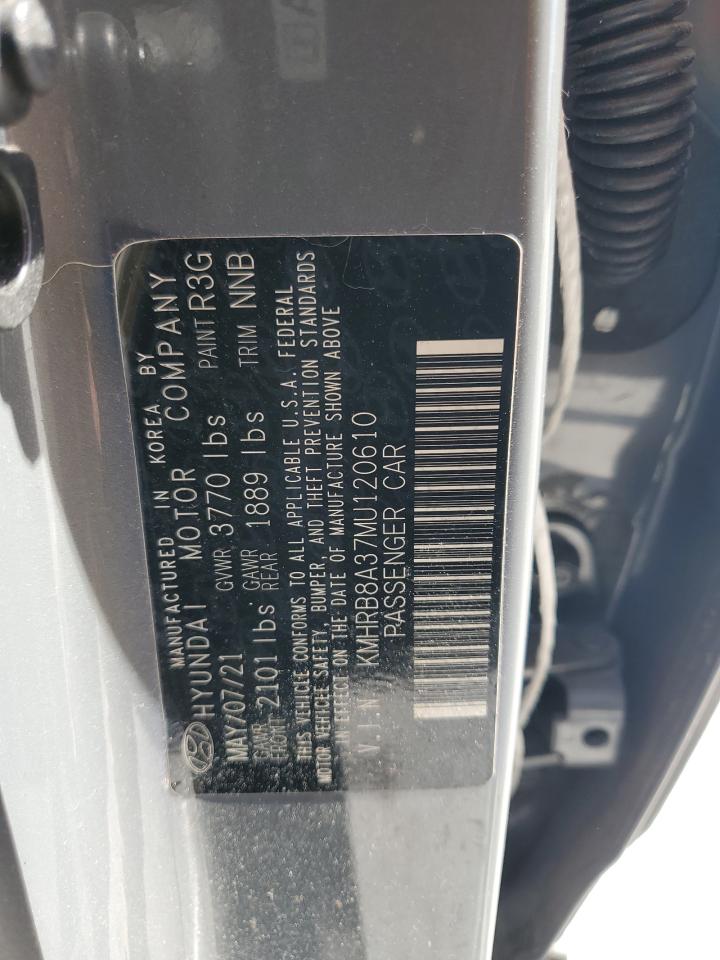 MANUFACTURED IN KOREA BY
HYUNDAI MOTOR COMPANY
MAY/07/21 GVWR 3770 lbs PAINT R3G
GAWR FRONT 2101 lbs GAWR REAR 1889 lbs TRIM NNB
THIS VEHICLE CONFORMS TO ALL APPLICABLE U.S.A. FEDERAL
MOTOR VEHICLE SAFETY, BUMPER, AND THEFT PREVENTION STANDARDS
IN EFFECT ON THE DATE OF MANUFACTURE SHOWN ABOVE
V.I.N KMHRB8A37MU120610
PASSENGER CAR